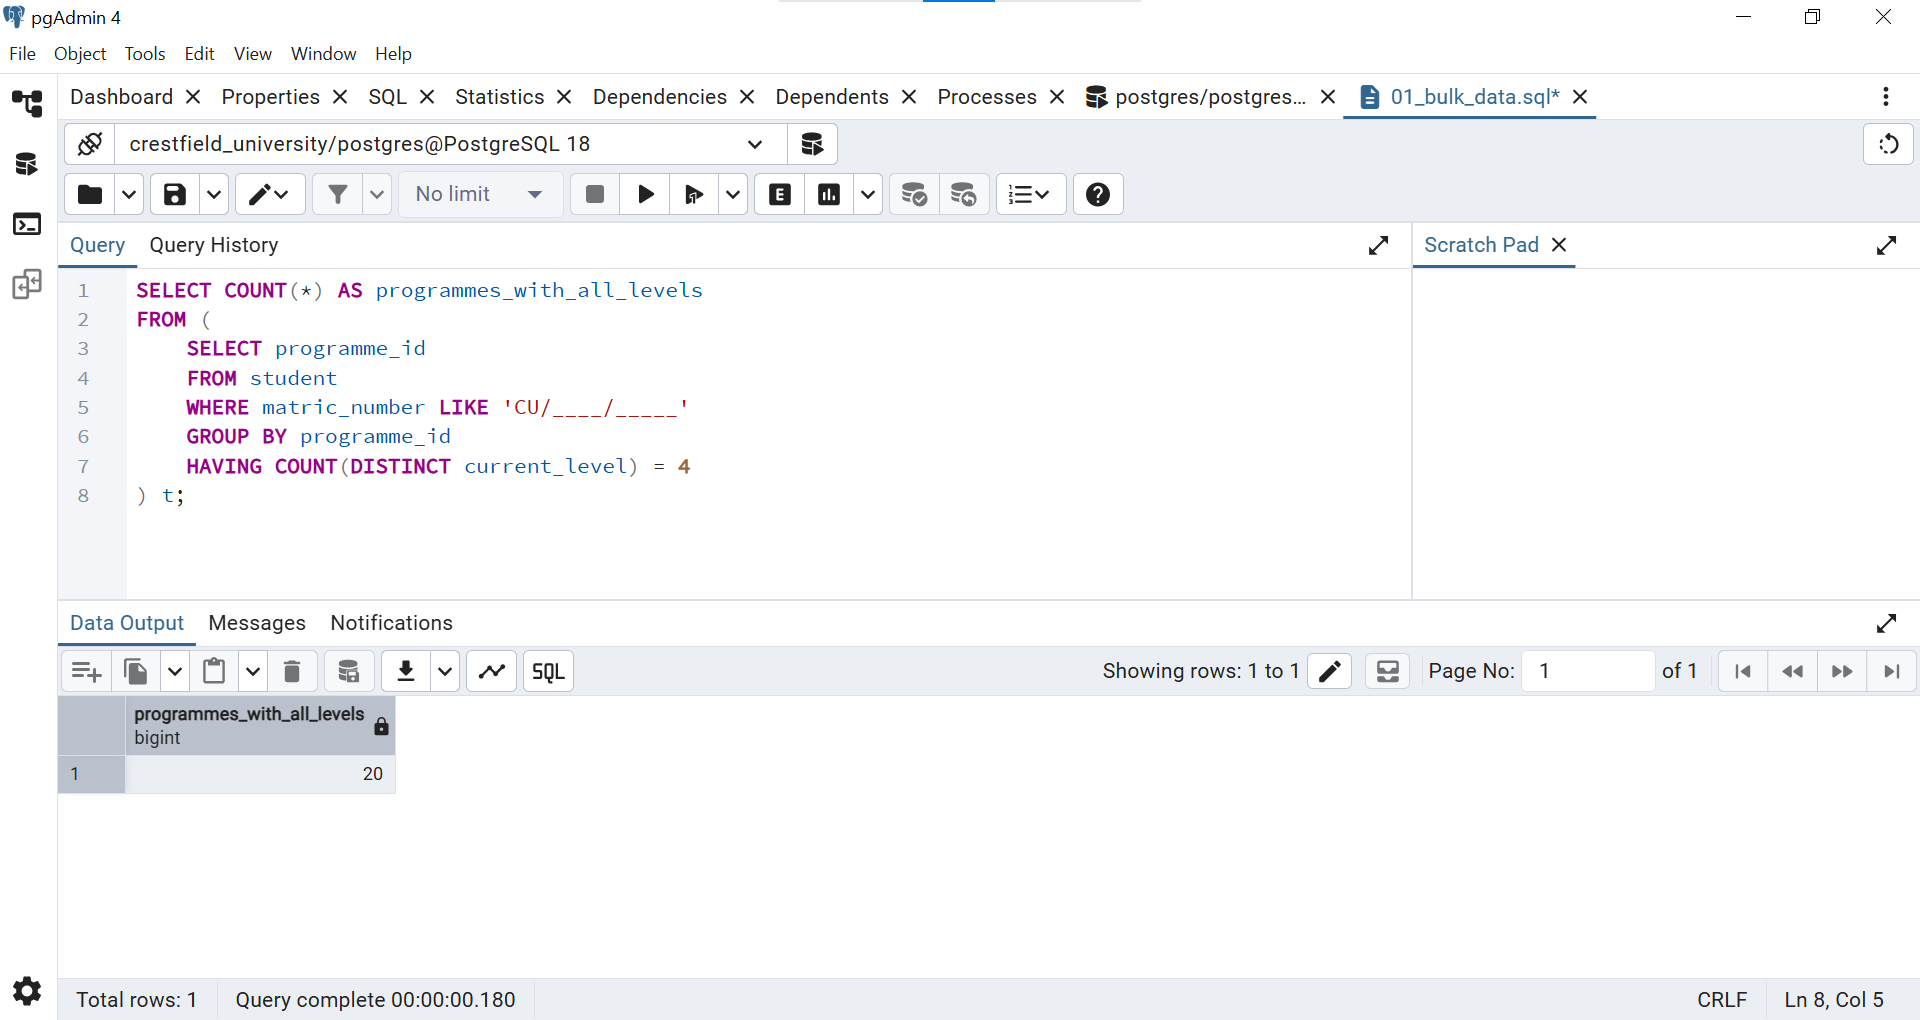 pgAdmin 4
File Object Tools Edit View Window Help
Dashboard Properties SQL Statistics Dependencies Dependents Processes postgres/postgres... 01_bulk_data.sql*
crestfield_university/postgres@PostgreSQL 18
No limit E
Query Query History Scratch Pad
1 SELECT COUNT(*) AS programmes_with_all_levels
2 FROM (
3 SELECT programme_id
4 FROM student
5 WHERE matric_number LIKE 'CU/____/_____'
6 GROUP BY programme_id
7 HAVING COUNT(DISTINCT current_level) = 4
8 ) t;
Data Output Messages Notifications
SQL Showing rows: 1 to 1 Page No: 1 of 1
programmes_with_all_levels
bigint
1 20
Total rows: 1 Query complete 00:00:00.180 CRLF Ln 8, Col 5